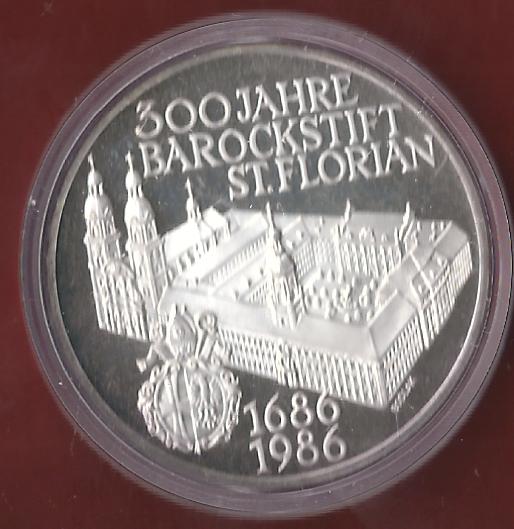 300 JAHRE
BAROCKSTIFT
ST. FLORIAN
1686
1986